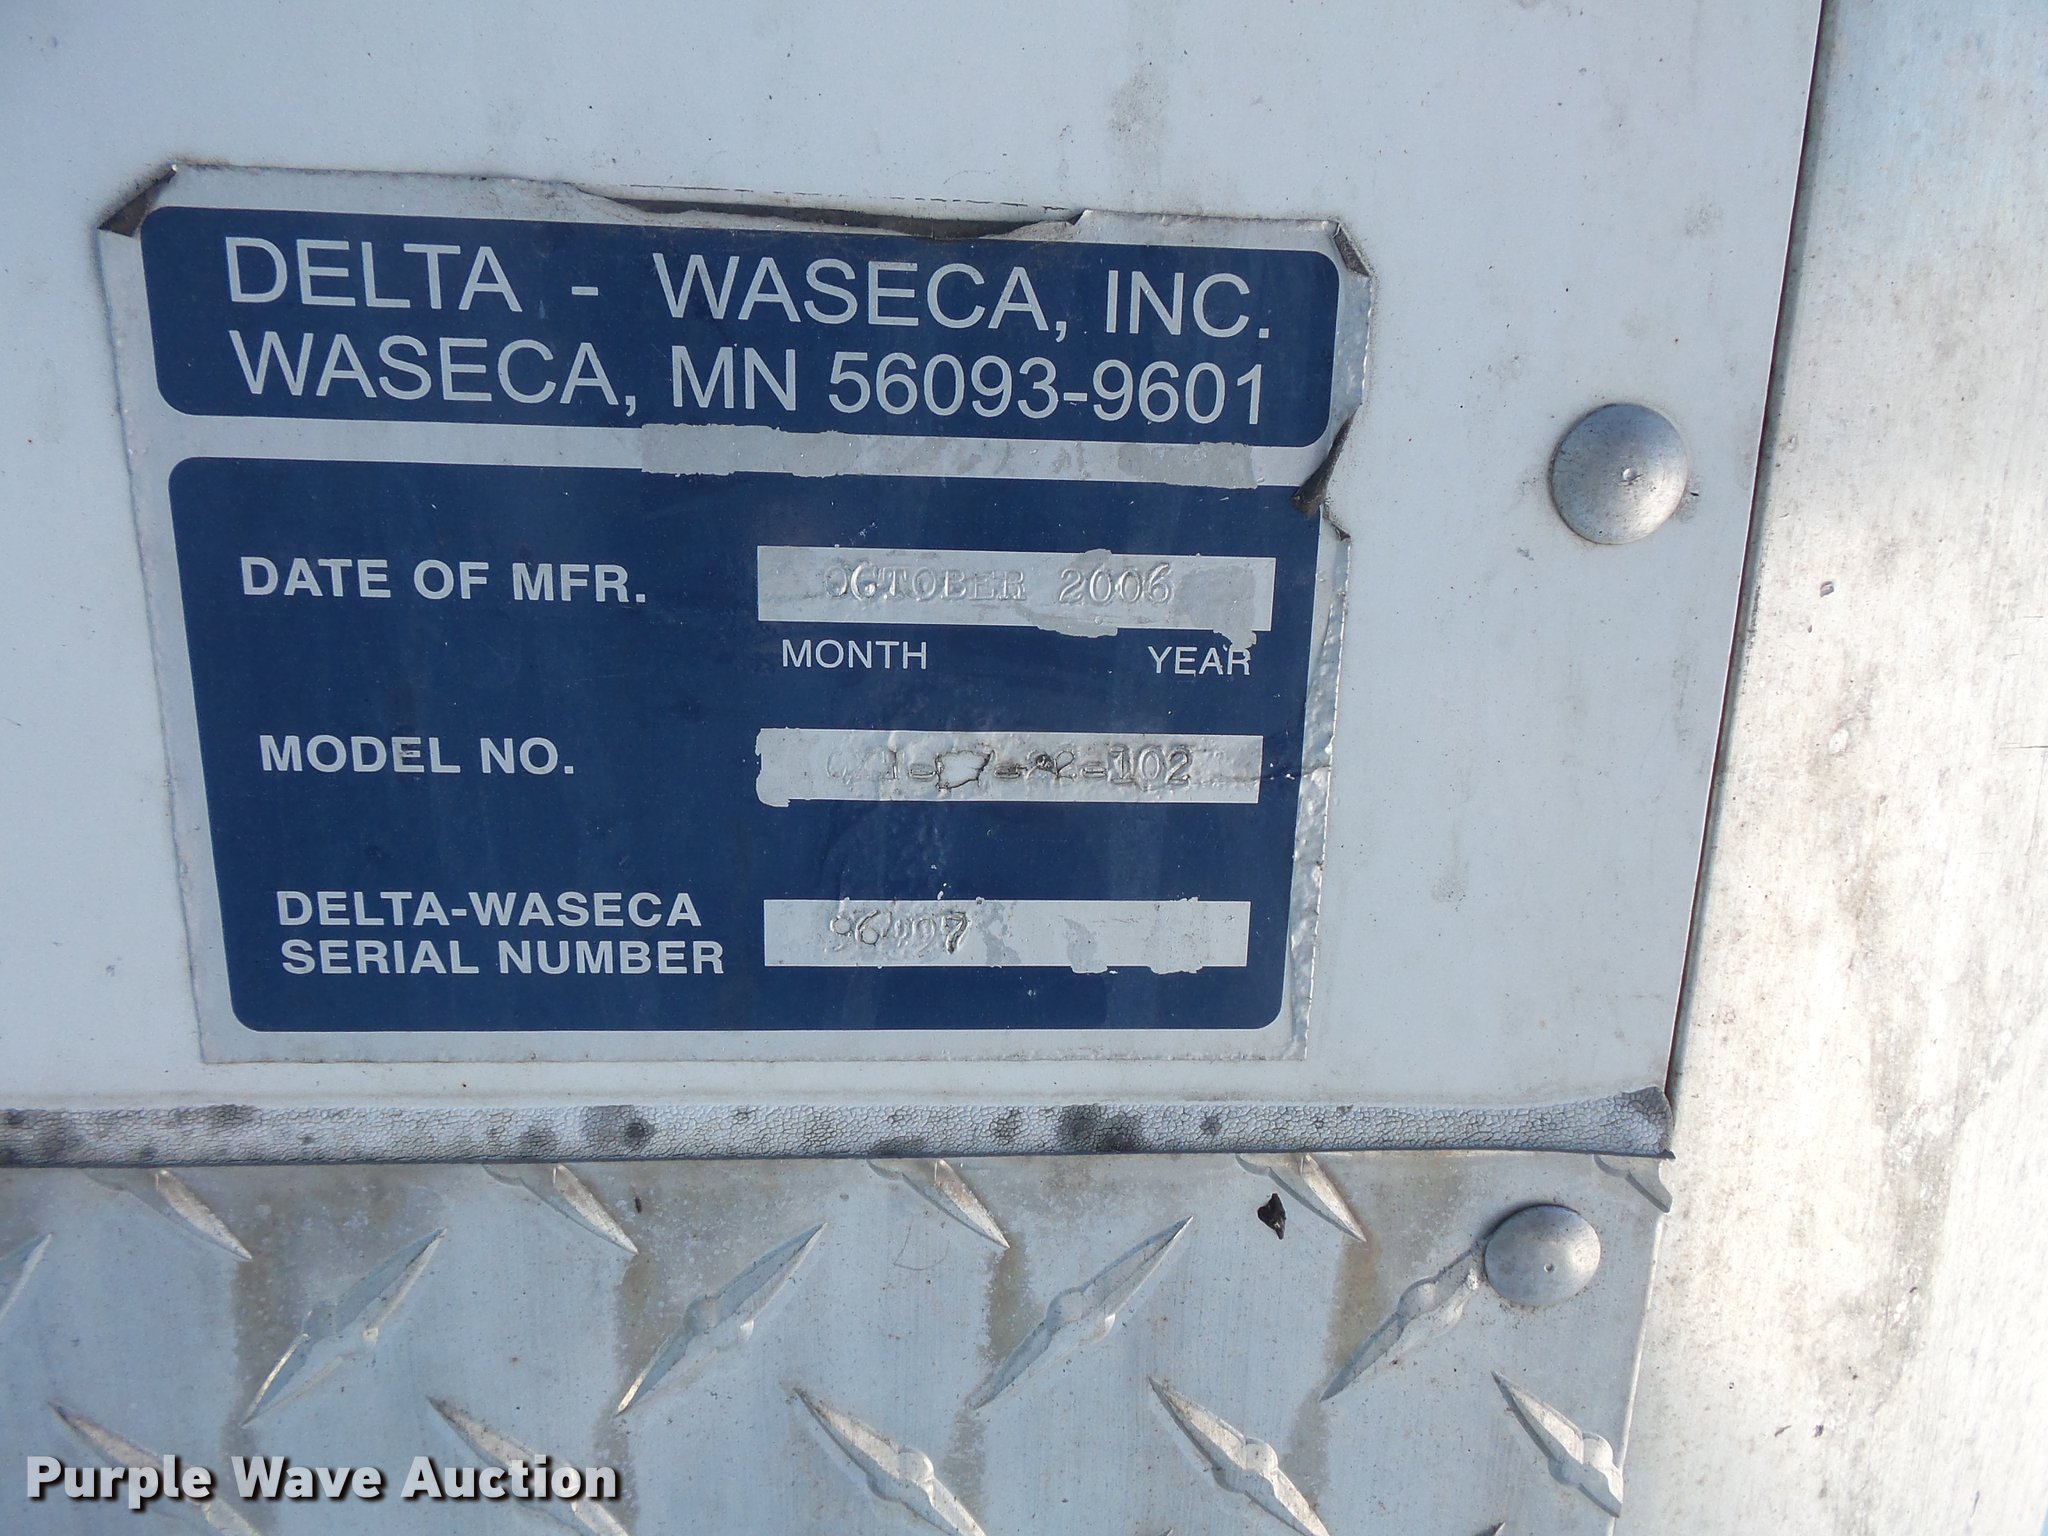 DELTA - WASECA, INC.
WASECA, MN 56093-9601
DATE OF MFR. OCTOBER 2006
MONTH YEAR
MODEL NO.
DELTA-WASECA
SERIAL NUMBER
Purple Wave Auction